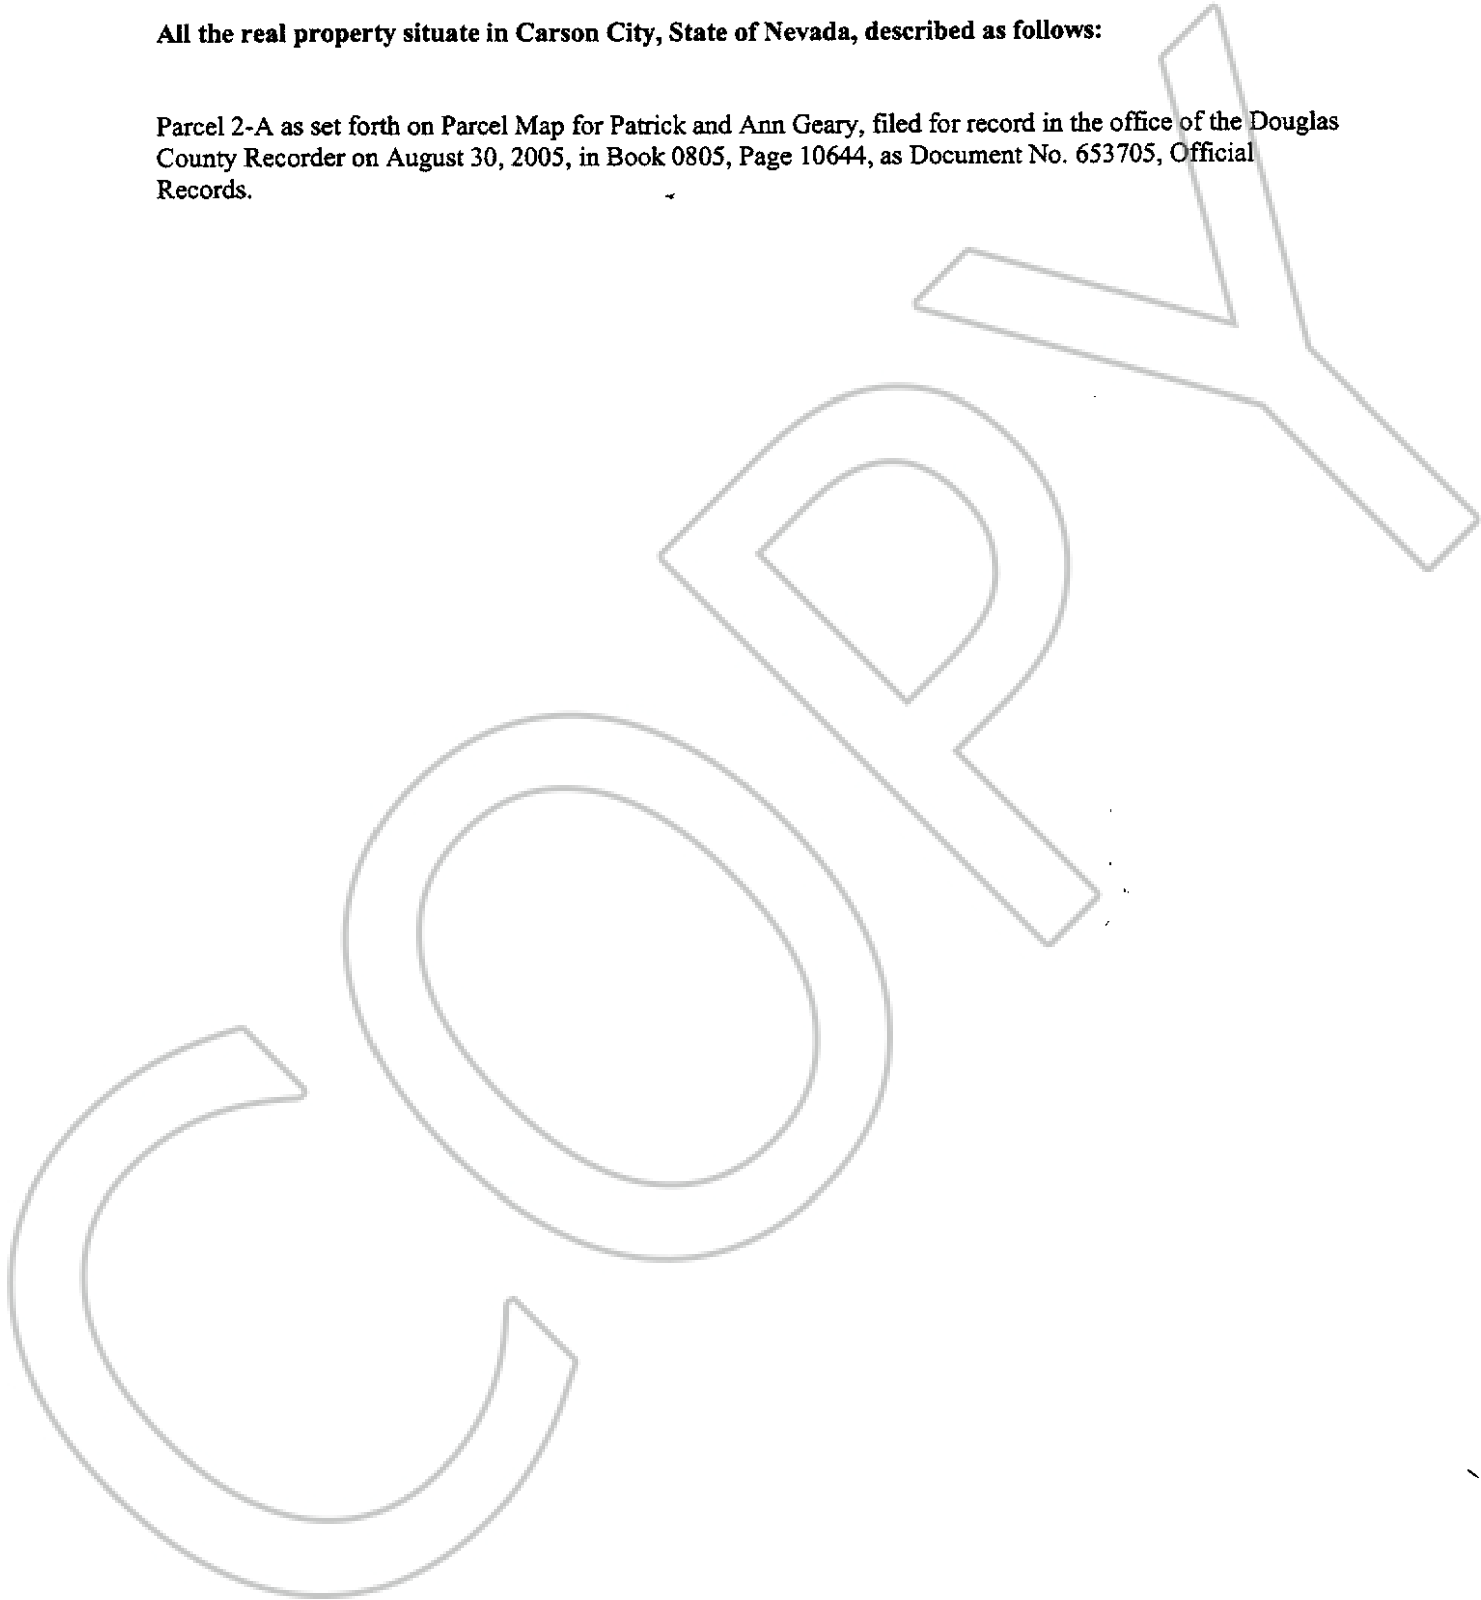 All the real property situate in Carson City, State of Nevada, described as follows:
Parcel 2-A as set forth on Parcel Map for Patrick and Ann Geary, filed for record in the office of the Douglas
County Recorder on August 30, 2005, in Book 0805, Page 10644, as Document No. 653705, Official
Records.
COPY